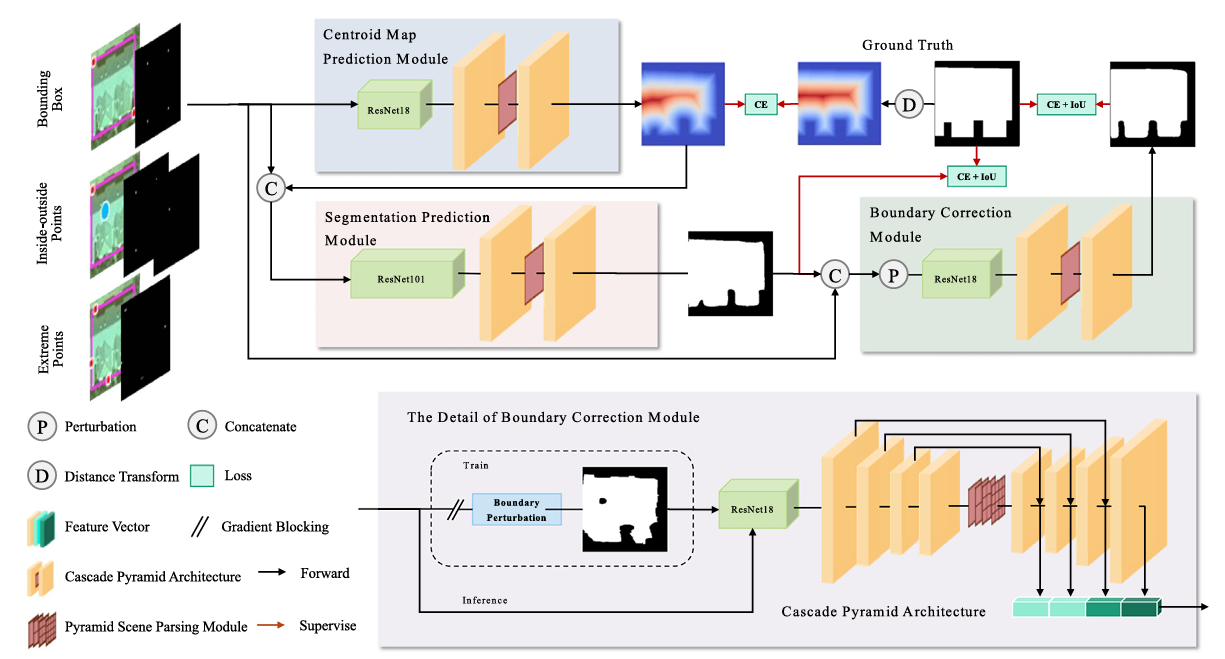 Bounding
Box
Inside-outside
Points
Extreme
Points
Centroid Map
Prediction Module
ResNet18
CE
Ground Truth
D
CE + IoU
CE + IoU
C
Segmentation Prediction
Module
ResNet101
C
P
Boundary Correction
Module
ResNet18
P Perturbation
C Concatenate
D Distance Transform
Loss
Feature Vector
Gradient Blocking
Cascade Pyramid Architecture
Forward
Pyramid Scene Parsing Module
Supervise
The Detail of Boundary Correction Module
Train
Boundary
Perturbation
ResNet18
Inference
Cascade Pyramid Architecture